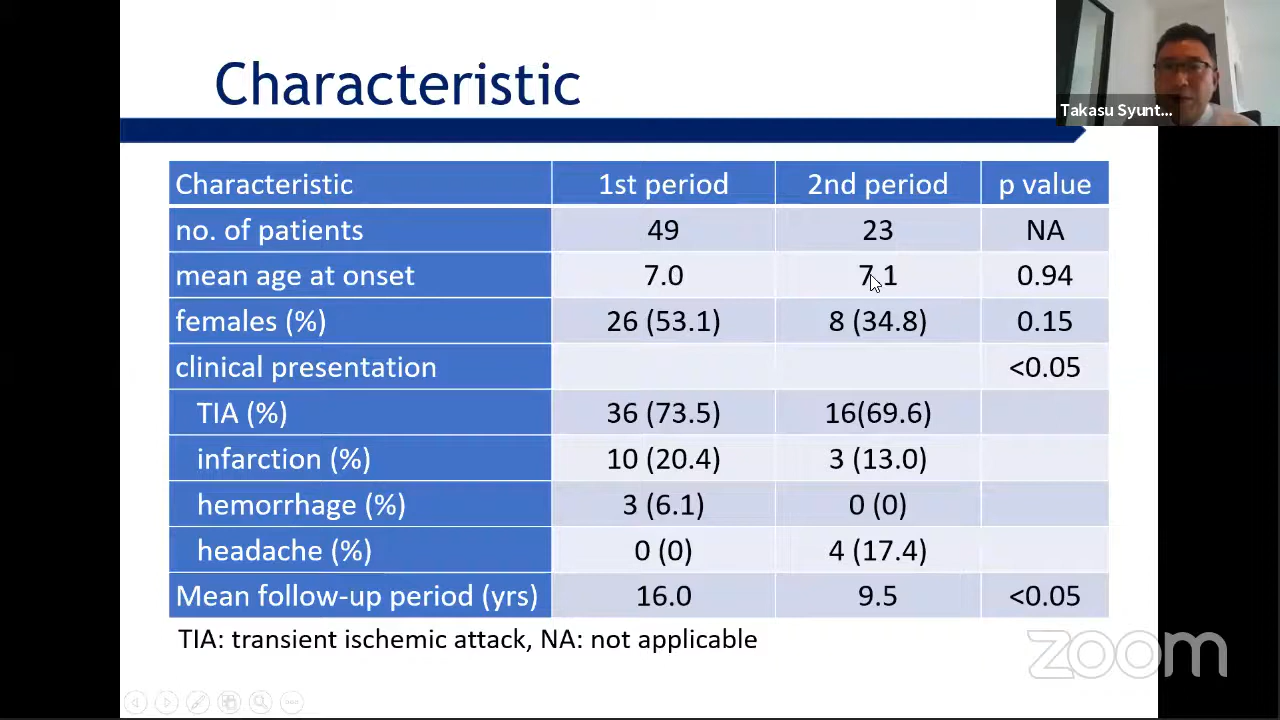 Characteristic
Takasu Syunt...
Characteristic 1st period 2nd period p value
no. of patients 49 23 NA
mean age at onset 7.0 7.1 0.94
females (%) 26 (53.1) 8 (34.8) 0.15
clinical presentation <0.05
TIA (%) 36 (73.5) 16(69.6)
infarction (%) 10 (20.4) 3 (13.0)
hemorrhage (%) 3 (6.1) 0 (0)
headache (%) 0 (0) 4 (17.4)
Mean follow-up period (yrs) 16.0 9.5 <0.05
TIA: transient ischemic attack, NA: not applicable
zoom